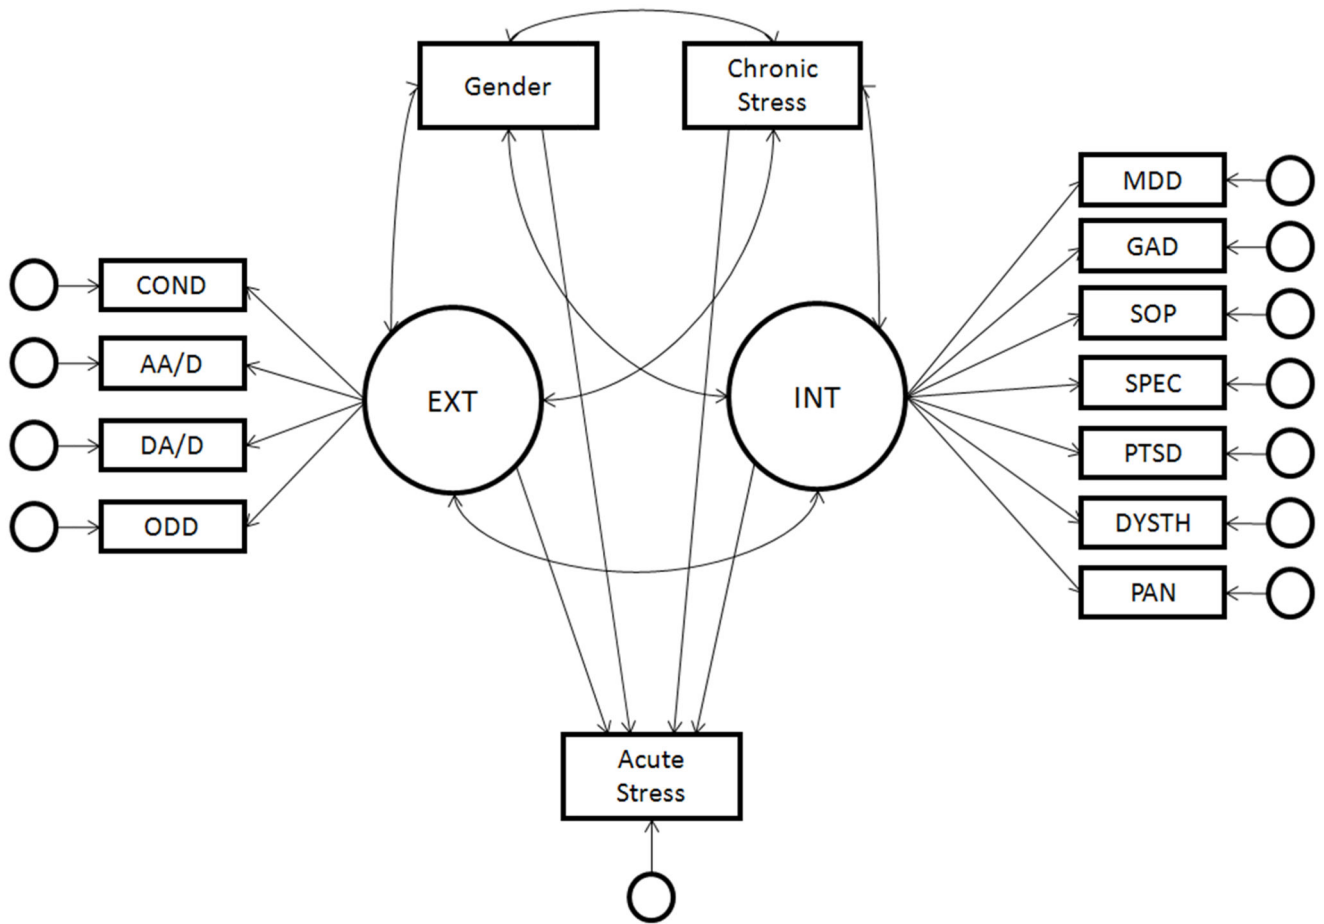 Gender
Chronic
Stress
MDD
GAD
SOP
SPEC
PTSD
DYSTH
PAN
COND
AA/D
DA/D
ODD
EXT
INT
Acute
Stress